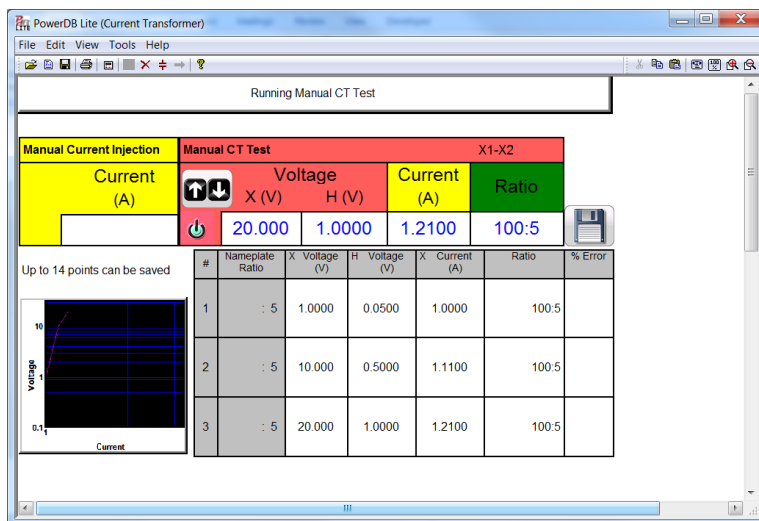 PowerDB Lite (Current Transformer)
File Edit View Tools Help
Running Manual CT Test
Manual Current Injection
Manual CT Test X1-X2
Current
(A)
Voltage
X (V) H (V)
Current
(A)
Ratio
20.000 1.0000 1.2100 100:5
Up to 14 points can be saved
# Nameplate Ratio X Voltage (V) H Voltage (V) X Current (A) Ratio % Error
1 : 5 1.0000 0.0500 1.0000 100:5
2 : 5 10.000 0.5000 1.1100 100:5
3 : 5 20.000 1.0000 1.2100 100:5
Voltage
10
1
0.1
1
Current